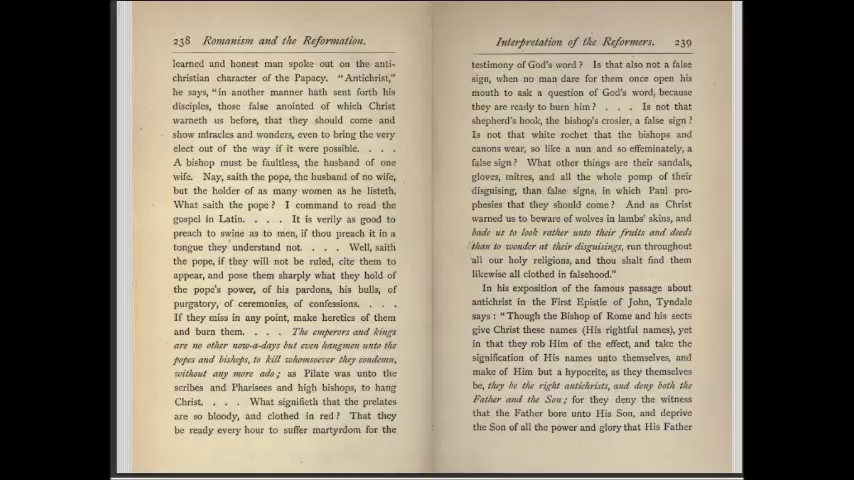 238 Romanism and the Reformation.
learned and honest man spoke out on the anti-
christian character of the Papacy. "Antichrist,"
he says, "in another manner hath sent forth his
disciples, those false anointed of which Christ
warneth us before, that they should come and
show miracles and wonders, even to bring the very
elect out of the way if it were possible. . . .
A bishop must be faultless, the husband of one
wife. Nay, saith the pope, the husband of no wife,
but the holder of as many women as he listeth.
What saith the pope? I command to read the
gospel in Latin. . . . It is verily as good to
preach to swine as to men, if thou preach it in a
tongue they understand not. . . . Well, saith
the pope, if they will not be ruled, cite them to
appear, and pose them sharply what they hold of
the pope's power, of his pardons, his bulls, of
purgatory, of ceremonies, of confessions. . . .
If they miss in any point, make heretics of them
and burn them. . . . The emperors and kings
are no other now-a-days but even hangmen unto the
popes and bishops, to kill whomsoever they condemn,
without any more ado; as Pilate was unto the
scribes and Pharisees and high bishops, to hang
Christ. . . . What signifieth that the prelates
are so bloody, and clothed in red? That they
be ready every hour to suffer martyrdom for the
Interpretation of the Reformers. 239
testimony of God's word? Is that also not a false
sign, when no man dare for them once open his
mouth to ask a question of God's word, because
they are ready to burn him? . . . Is not that
shepherd's hook, the bishop's crosier, a false sign?
Is not that white rochet that the bishops and
canons wear, so like a nun and so effeminately, a
false sign? What other things are their sandals,
gloves, mitres, and all the whole pomp of their
disguising, than false signs, in which Paul pro-
phesies that they should come? And as Christ
warned us to beware of wolves in lambs' skins, and
bade us to look rather unto their fruits and deeds
than to wonder at their disguisings, run throughout
all our holy religions, and thou shalt find them
likewise all clothed in falsehood."
In his exposition of the famous passage about
antichrist in the First Epistle of John, Tyndale
says: "Though the Bishop of Rome and his sects
give Christ these names (His rightful names), yet
in that they rob Him of the effect, and take the
signification of His names unto themselves, and
make of Him but a hypocrite, as they themselves
be, they be the right antichrists, and deny both the
Father and the Son; for they deny the witness
that the Father bore unto His Son, and deprive
the Son of all the power and glory that His Father